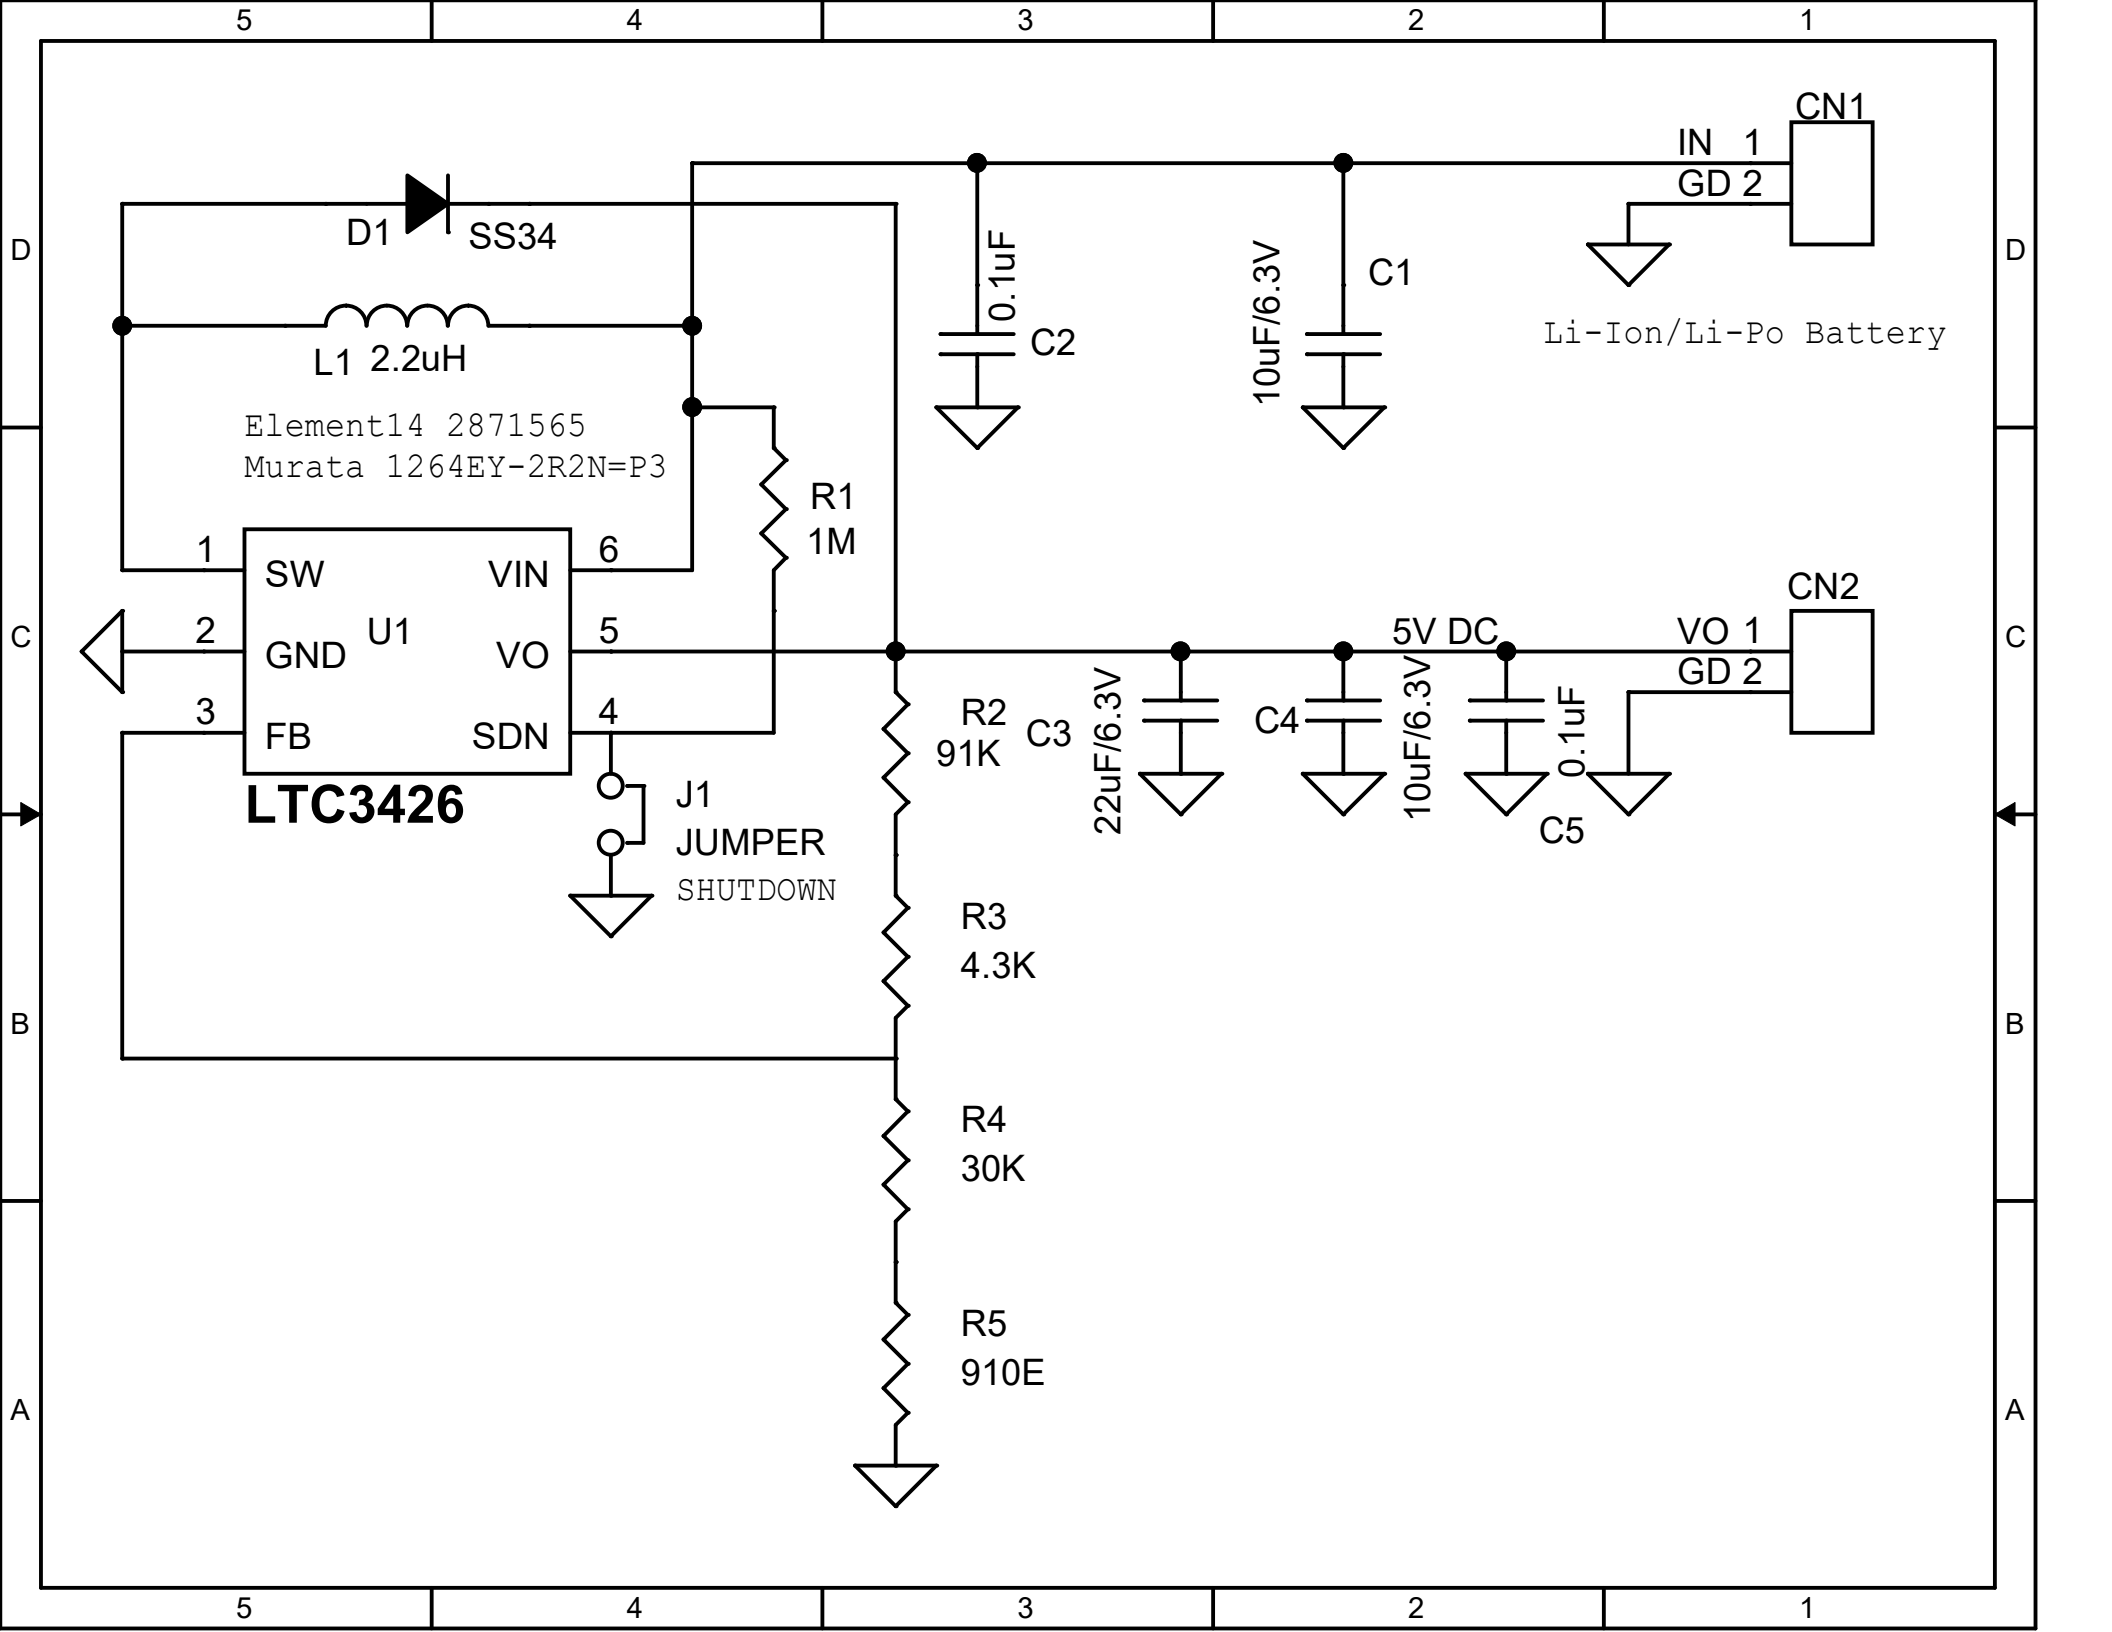 5 4 3 2 1
D
D
C
C
B
B
A
A
CN1
IN 1
GD 2
Li-Ion/Li-Po Battery
D1
SS34
L1 2.2uH
Element14 2871565
Murata 1264EY-2R2N=P3
0.1uF
C2
10uF/6.3V
C1
R1
1M
1 SW
2 GND
3 FB
U1
VIN 6
VO 5
SDN 4
LTC3426
J1
JUMPER
SHUTDOWN
R2
91K
C3
22uF/6.3V
C4
10uF/6.3V
5V DC
0.1uF
C5
CN2
VO 1
GD 2
R3
4.3K
R4
30K
R5
910E
5 4 3 2 1